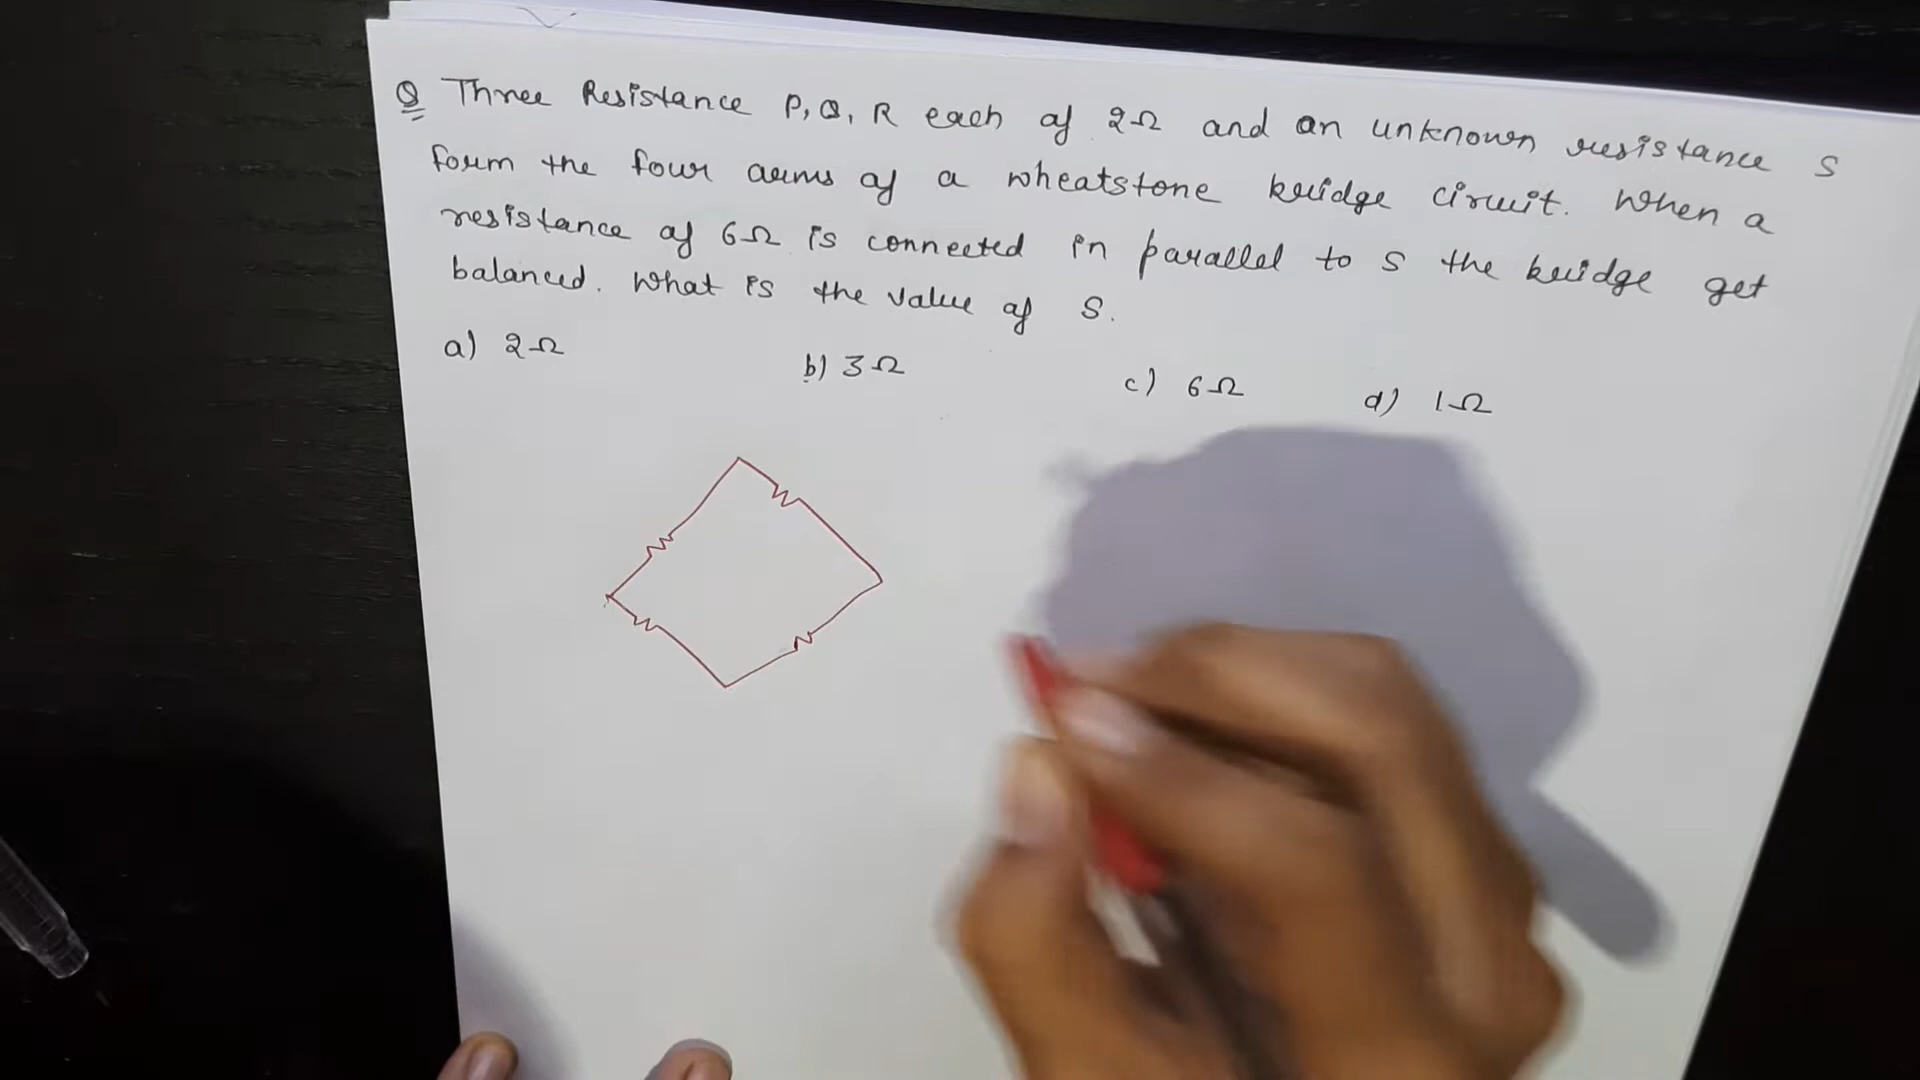 Q Three Resistance P, Q, R each of 2Ω and an unknown resistance S
form the four arms of a wheatstone bridge circuit. When a
resistance of 6Ω is connected in parallel to S the bridge get
balanced. What is the value of S.
a) 2Ω b) 3Ω c) 6Ω d) 1Ω